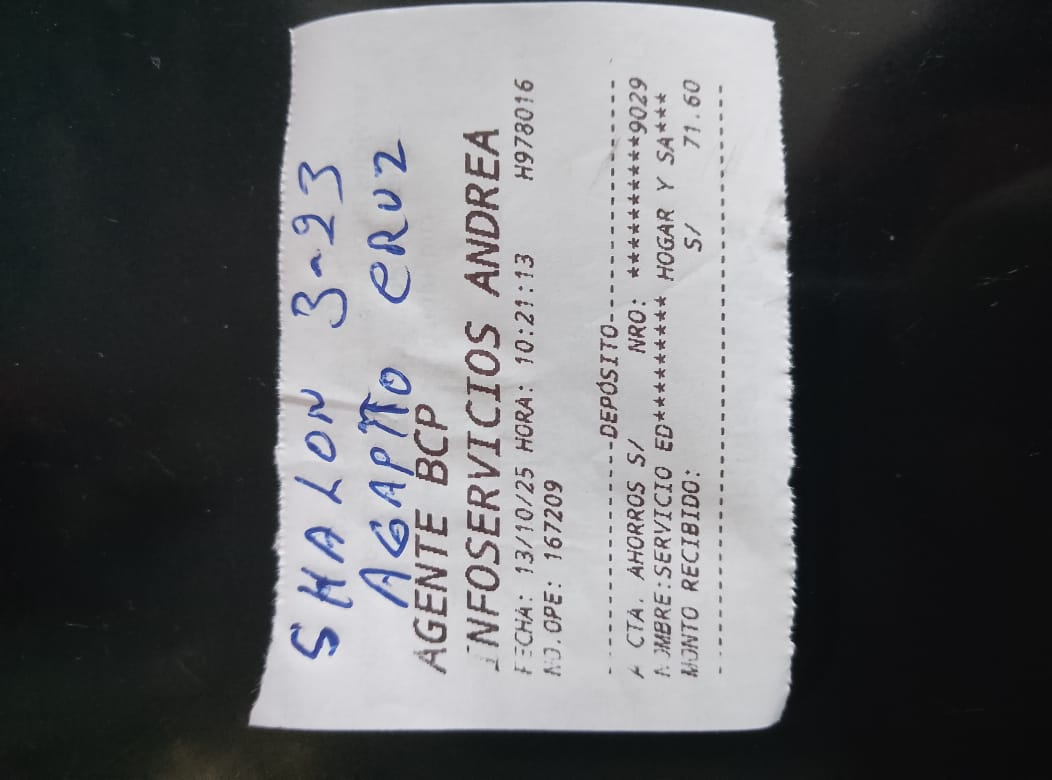 SHALON 3-23
AGAPITO CRUZ
AGENTE BCP
INFOSERVICIOS ANDREA
FECHA: 13/10/25 HORA: 10:21:13 H978016
NO.OPE: 167209
----------------DEPÓSITO----------------
A CTA. AHORROS S/ NRO: **********9029
NOMBRE:SERVICIO ED********* HOGAR Y SA***
MONTO RECIBIDO: S/ 71.60